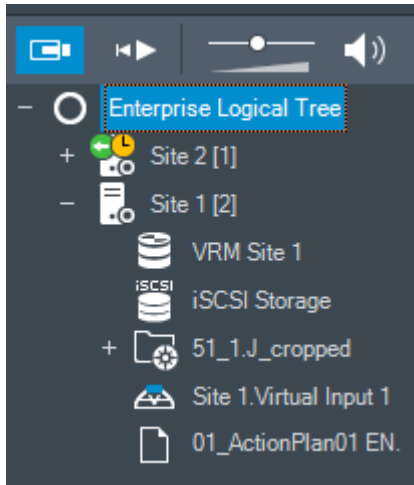 Enterprise Logical Tree
Site 2 [1]
Site 1 [2]
VRM Site 1
iSCSI
iSCSI Storage
51_1.J_cropped
Site 1.Virtual Input 1
01_ActionPlan01 EN.